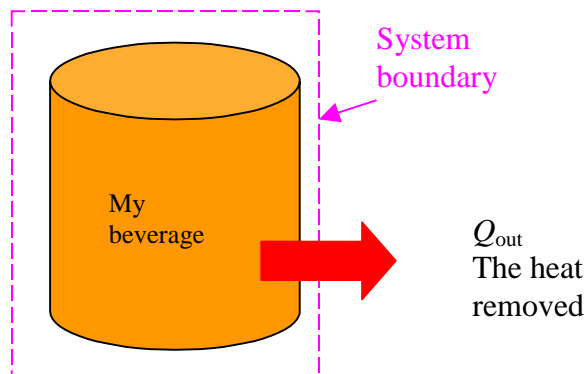 System
boundary
My
beverage
Qout
The heat
removed